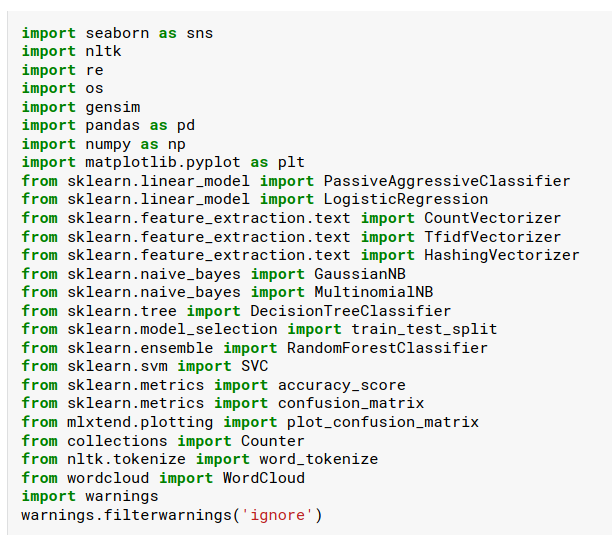 import seaborn as sns
import nltk
import re
import os
import gensim
import pandas as pd
import numpy as np
import matplotlib.pyplot as plt
from sklearn.linear_model import PassiveAggressiveClassifier
from sklearn.linear_model import LogisticRegression
from sklearn.feature_extraction.text import CountVectorizer
from sklearn.feature_extraction.text import TfidfVectorizer
from sklearn.feature_extraction.text import HashingVectorizer
from sklearn.naive_bayes import GaussianNB
from sklearn.naive_bayes import MultinomialNB
from sklearn.tree import DecisionTreeClassifier
from sklearn.model_selection import train_test_split
from sklearn.ensemble import RandomForestClassifier
from sklearn.svm import SVC
from sklearn.metrics import accuracy_score
from sklearn.metrics import confusion_matrix
from mlxtend.plotting import plot_confusion_matrix
from collections import Counter
from nltk.tokenize import word_tokenize
from wordcloud import WordCloud
import warnings
warnings.filterwarnings('ignore')